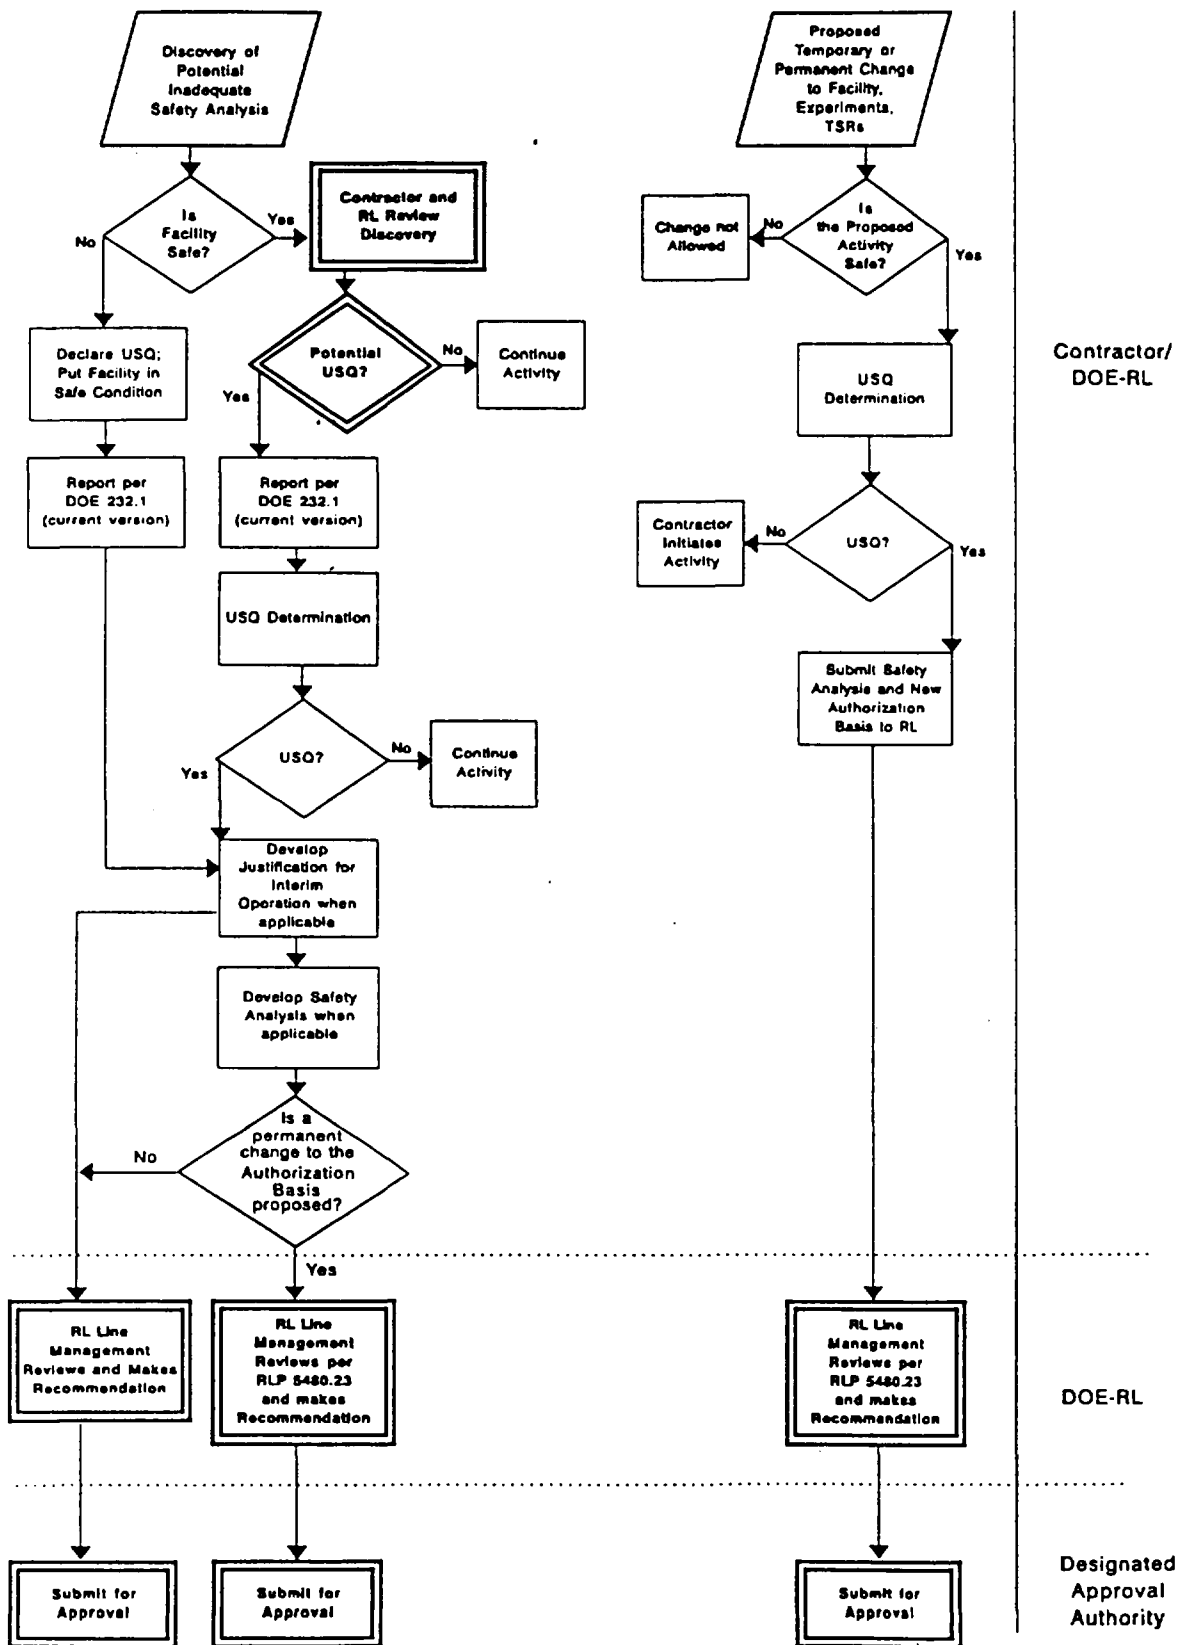 Discovery of
Potential
Inadequate
Safety Analysis
Proposed
Temporary or
Permanent Change
to Facility,
Experiments,
TSRs
Is
Facility
Safe?
No
Yes
Contractor and
RL Review
Discovery
Change not
Allowed
No
Is
the Proposed
Activity
Safe?
Yes
Declare USQ;
Put Facility in
Safe Condition
Potential
USQ?
Yes
No
Continue
Activity
USQ
Determination
Contractor/
DOE-RL
Report per
DOE 232.1
(current version)
Report per
DOE 232.1
(current version)
Contractor
Initiates
Activity
No
USQ?
Yes
USQ Determination
Submit Safety
Analysis and New
Authorization
Basis to RL
USQ?
Yes
No
Continue
Activity
Develop
Justification for
Interim
Operation when
applicable
Develop Safety
Analysis when
applicable
Is a
permanent
change to the
Authorization
Basis
proposed?
No
Yes
RL Line
Management
Reviews and Makes
Recommendation
RL Line
Management
Reviews per
RLP 5480.23
and makes
Recommendation
RL Line
Management
Reviews per
RLP 5480.23
and makes
Recommendation
DOE-RL
Submit for
Approval
Submit for
Approval
Submit for
Approval
Designated
Approval
Authority